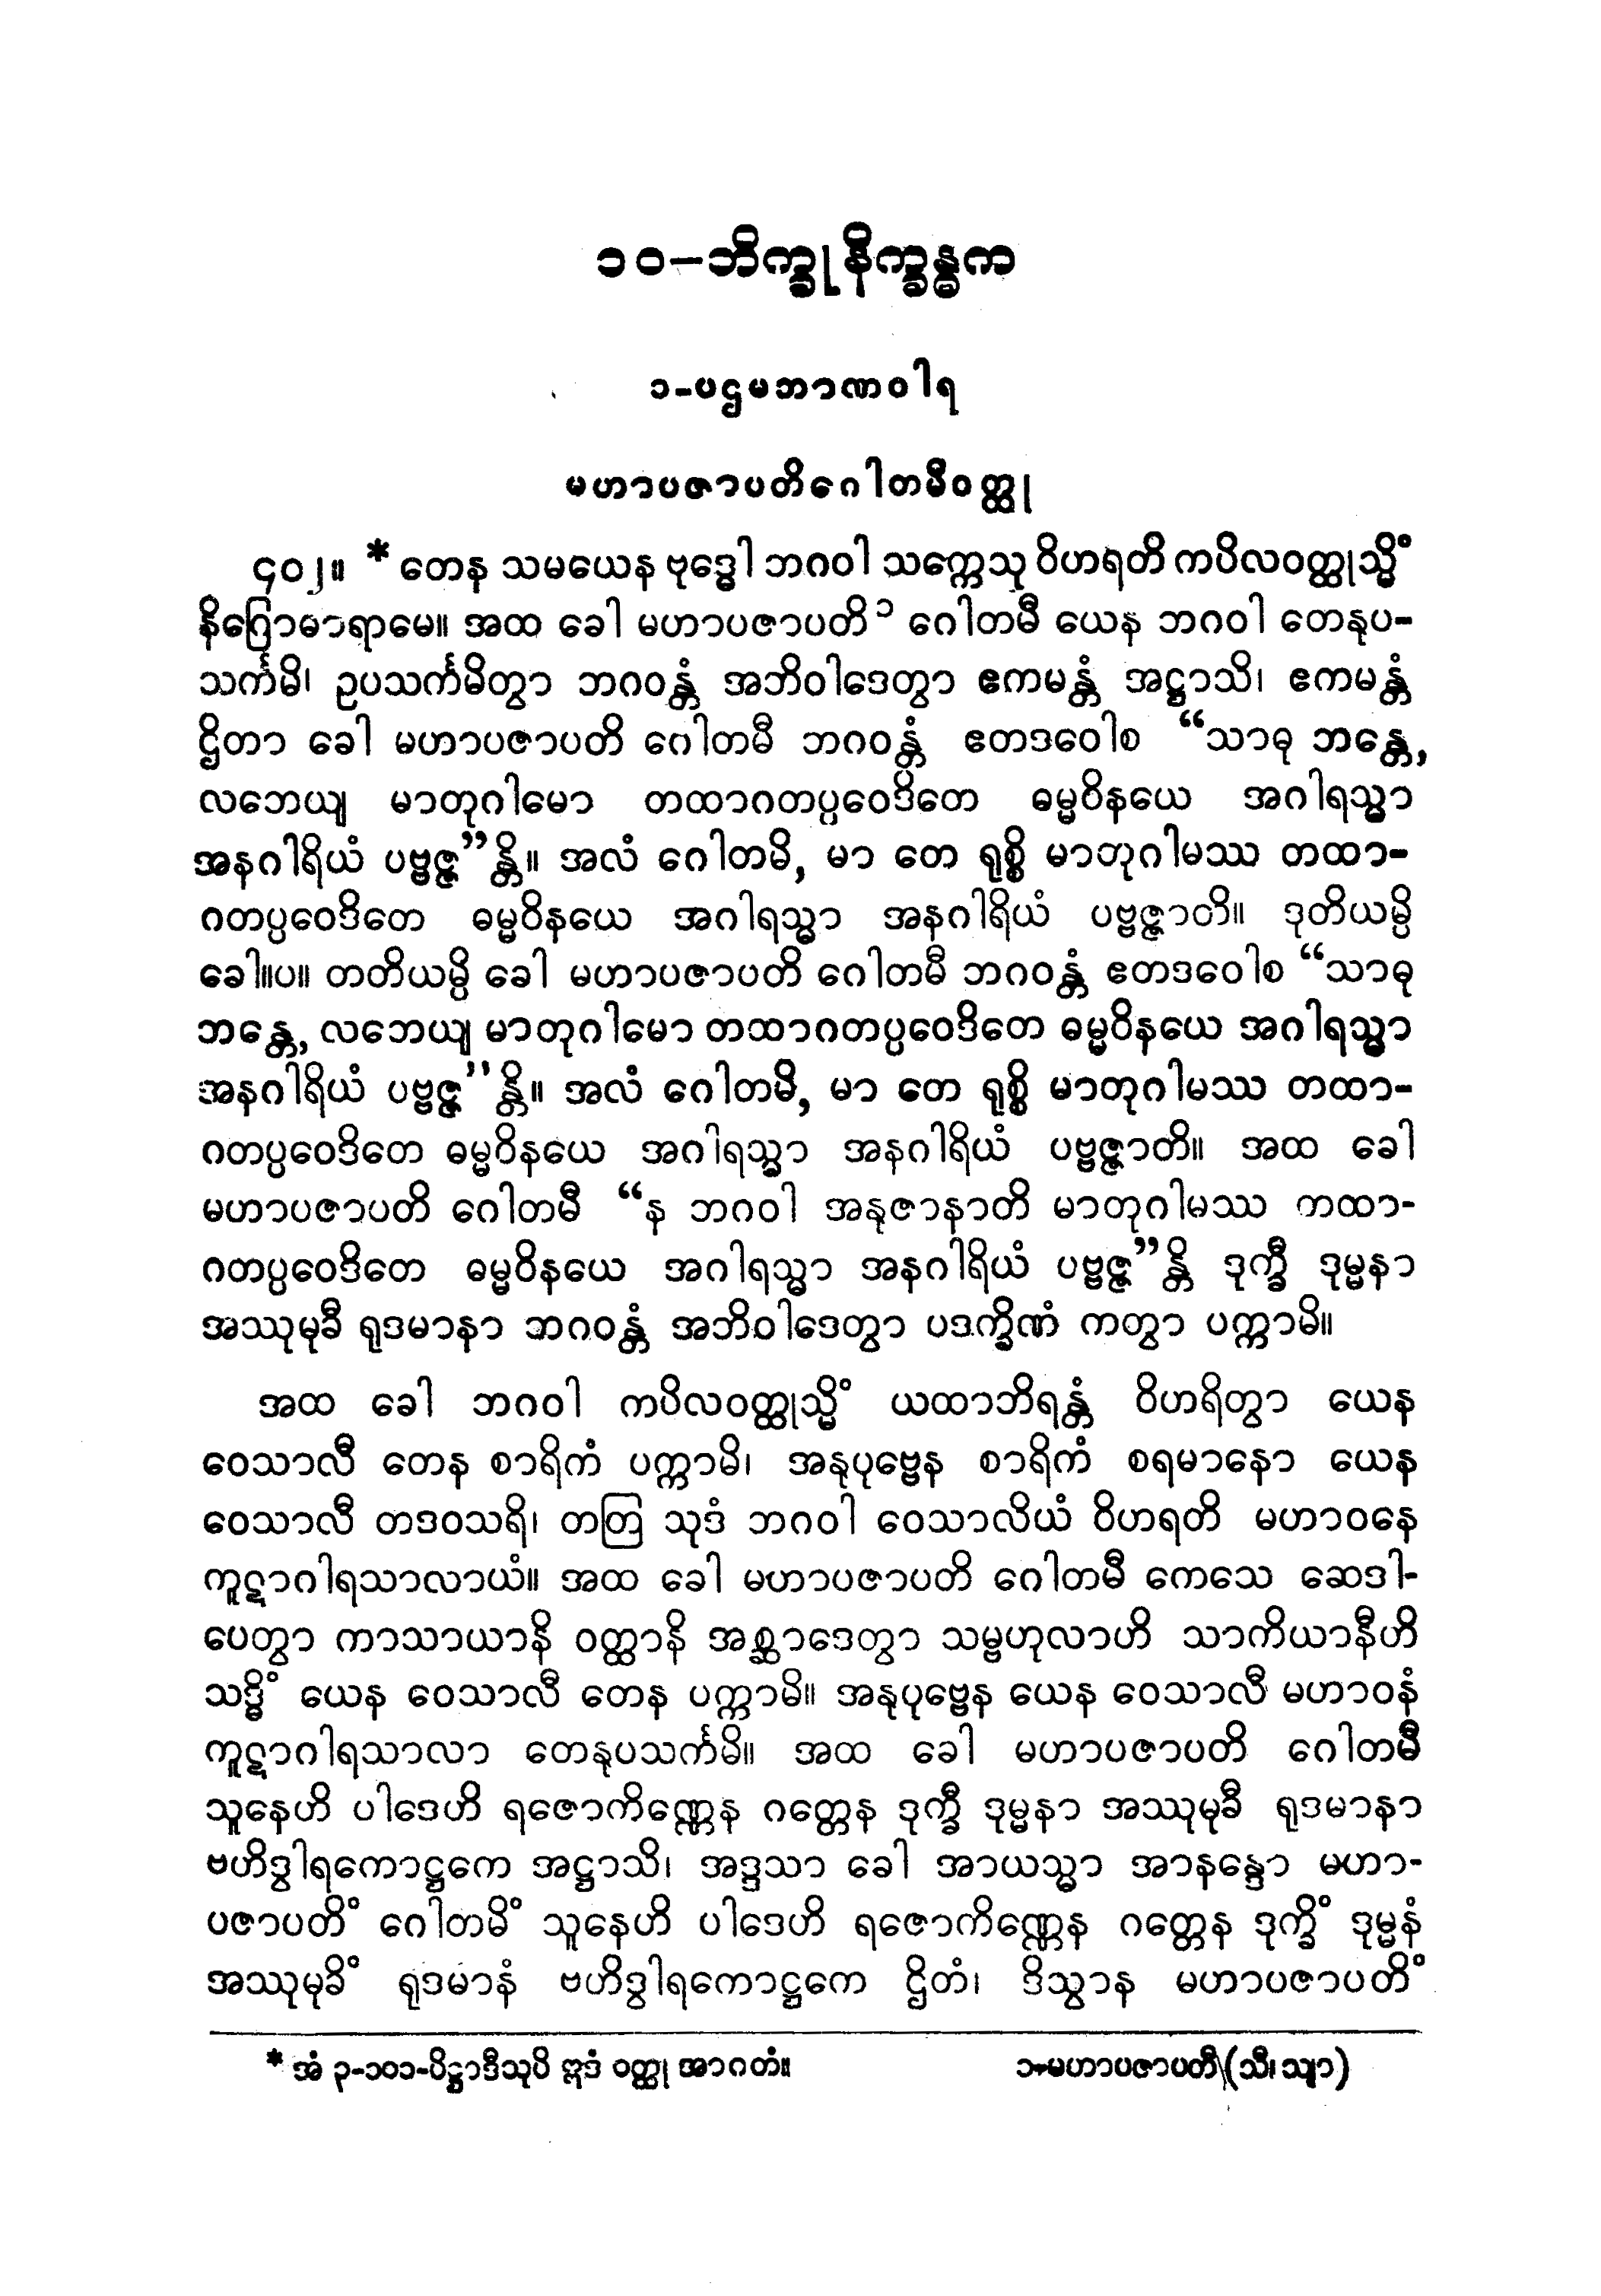 ၁၀-ဘိက္ခုနိက္ခန္ဓက
၁-ပဌမဘာဏဝါရ
မဟာပဇာပတိဂေါတမီဝတ္ထု
၄၀၂။ * တေန သမယေန ဗုဒ္ဓေါ ဘဂဝါ သက္ကေသု ဝိဟရတိ ကပိလဝတ္ထုသ္မိံ
နိဂြောဓာရာမေ။ အထ ခေါ မဟာပဇာပတိ၁ ဂေါတမီ ယေန ဘဂဝါ တေနုပ-
သင်္ကမိ၊ ဥပသင်္ကမိတွာ ဘဂဝန္တံ အဘိဝါဒေတွာ ဧကမန္တံ အဋ္ဌာသိ၊ ဧကမန္တံ
ဌိတာ ခေါ မဟာပဇာပတိ ဂေါတမီ ဘဂဝန္တံ ဧတဒဝေါစ “သာဓု ဘန္တေ,
လဘေယျ မာတုဂါမော တထာဂတပ္ပဝေဒိတေ ဓမ္မဝိနယေ အဂါရသ္မာ
အနဂါရိယံ ပဗ္ဗဇ္ဇ”န္တိ။ အလံ ဂေါတမိ, မာ တေ ရုစ္စိ မာတုဂါမဿ တထာ-
ဂတပ္ပဝေဒိတေ ဓမ္မဝိနယေ အဂါရသ္မာ အနဂါရိယံ ပဗ္ဗဇ္ဇာတိ။ ဒုတိယမ္ပိ
ခေါ။ပ။ တတိယမ္ပိ ခေါ မဟာပဇာပတိ ဂေါတမီ ဘဂဝန္တံ ဧတဒဝေါစ “သာဓု
ဘန္တေ, လဘေယျ မာတုဂါမော တထာဂတပ္ပဝေဒိတေ ဓမ္မဝိနယေ အဂါရသ္မာ
အနဂါရိယံ ပဗ္ဗဇ္ဇ”န္တိ။ အလံ ဂေါတမိ, မာ တေ ရုစ္စိ မာတုဂါမဿ တထာ-
ဂတပ္ပဝေဒိတေ ဓမ္မဝိနယေ အဂါရသ္မာ အနဂါရိယံ ပဗ္ဗဇ္ဇာတိ။ အထ ခေါ
မဟာပဇာပတိ ဂေါတမီ “န ဘဂဝါ အနုဇာနာတိ မာတုဂါမဿ ကထာ-
ဂတပ္ပဝေဒိတေ ဓမ္မဝိနယေ အဂါရသ္မာ အနဂါရိယံ ပဗ္ဗဇ္ဇ”န္တိ ဒုက္ခီ ဒုမ္မနာ
အဿုမုခီ ရုဒမာနာ ဘဂဝန္တံ အဘိဝါဒေတွာ ပဒက္ခိဏံ ကတွာ ပက္ကာမိ။
အထ ခေါ ဘဂဝါ ကပိလဝတ္ထုသ္မိံ ယထာဘိရန္တံ ဝိဟရိတွာ ယေန
ဝေသာလီ တေန စာရိကံ ပက္ကာမိ၊ အနုပုဗ္ဗေန စာရိကံ စရမာနော ယေန
ဝေသာလီ တဒဝသရိ၊ တတြ သုဒံ ဘဂဝါ ဝေသာလိယံ ဝိဟရတိ မဟာဝနေ
ကူဋာဂါရသာလာယံ။ အထ ခေါ မဟာပဇာပတိ ဂေါတမီ ကေသေ ဆေဒါ-
ပေတွာ ကာသာယာနိ ဝတ္ထာနိ အစ္ဆာဒေတွာ သမ္ဗဟုလာဟိ သာကိယာနီဟိ
သဒ္ဓိံ ယေန ဝေသာလီ တေန ပက္ကာမိ။ အနုပုဗ္ဗေန ယေန ဝေသာလီ မဟာဝနံ
ကူဋာဂါရသာလာ တေနုပသင်္ကမိ။ အထ ခေါ မဟာပဇာပတိ ဂေါတမီ
သူနေဟိ ပါဒေဟိ ရဇောကိဏ္ဏေန ဂတ္တေန ဒုက္ခီ ဒုမ္မနာ အဿုမုခီ ရုဒမာနာ
ဗဟိဒွါရကောဋ္ဌကေ အဋ္ဌာသိ၊ အဒ္ဒသာ ခေါ အာယသ္မာ အာနန္ဒော မဟာ-
ပဇာပတိံ ဂေါတမိံ သူနေဟိ ပါဒေဟိ ရဇောကိဏ္ဏေန ဂတ္တေန ဒုက္ခိံ ဒုမ္မနံ
အဿုမုခိံ ရုဒမာနံ ဗဟိဒွါရကောဋ္ဌကေ ဌိတံ၊ ဒိသွာန မဟာပဇာပတိံ
* အံ ၃-၁၀၁-ပိဋ္ဌာဒီသုပိ ဣဒံ ဝတ္ထု အာဂတံ။
၁-မဟာပဇာပတီ (သီ၊ သျာ)